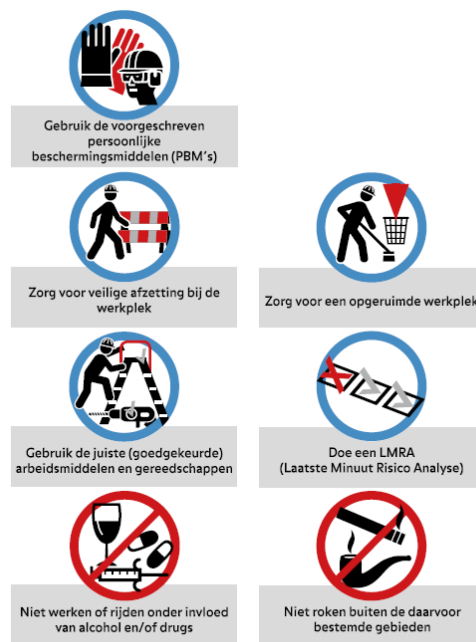 Gebruik de voorgeschreven
persoonlijke
beschermingsmiddelen (PBM's)
Zorg voor veilige afzetting bij de
werkplek
Zorg voor een opgeruimde werkplek
Gebruik de juiste (goedgekeurde)
arbeidsmiddelen en gereedschappen
Doe een LMRA
(Laatste Minuut Risico Analyse)
Niet werken of rijden onder invloed
van alcohol en/of drugs
Niet roken buiten de daarvoor
bestemde gebieden